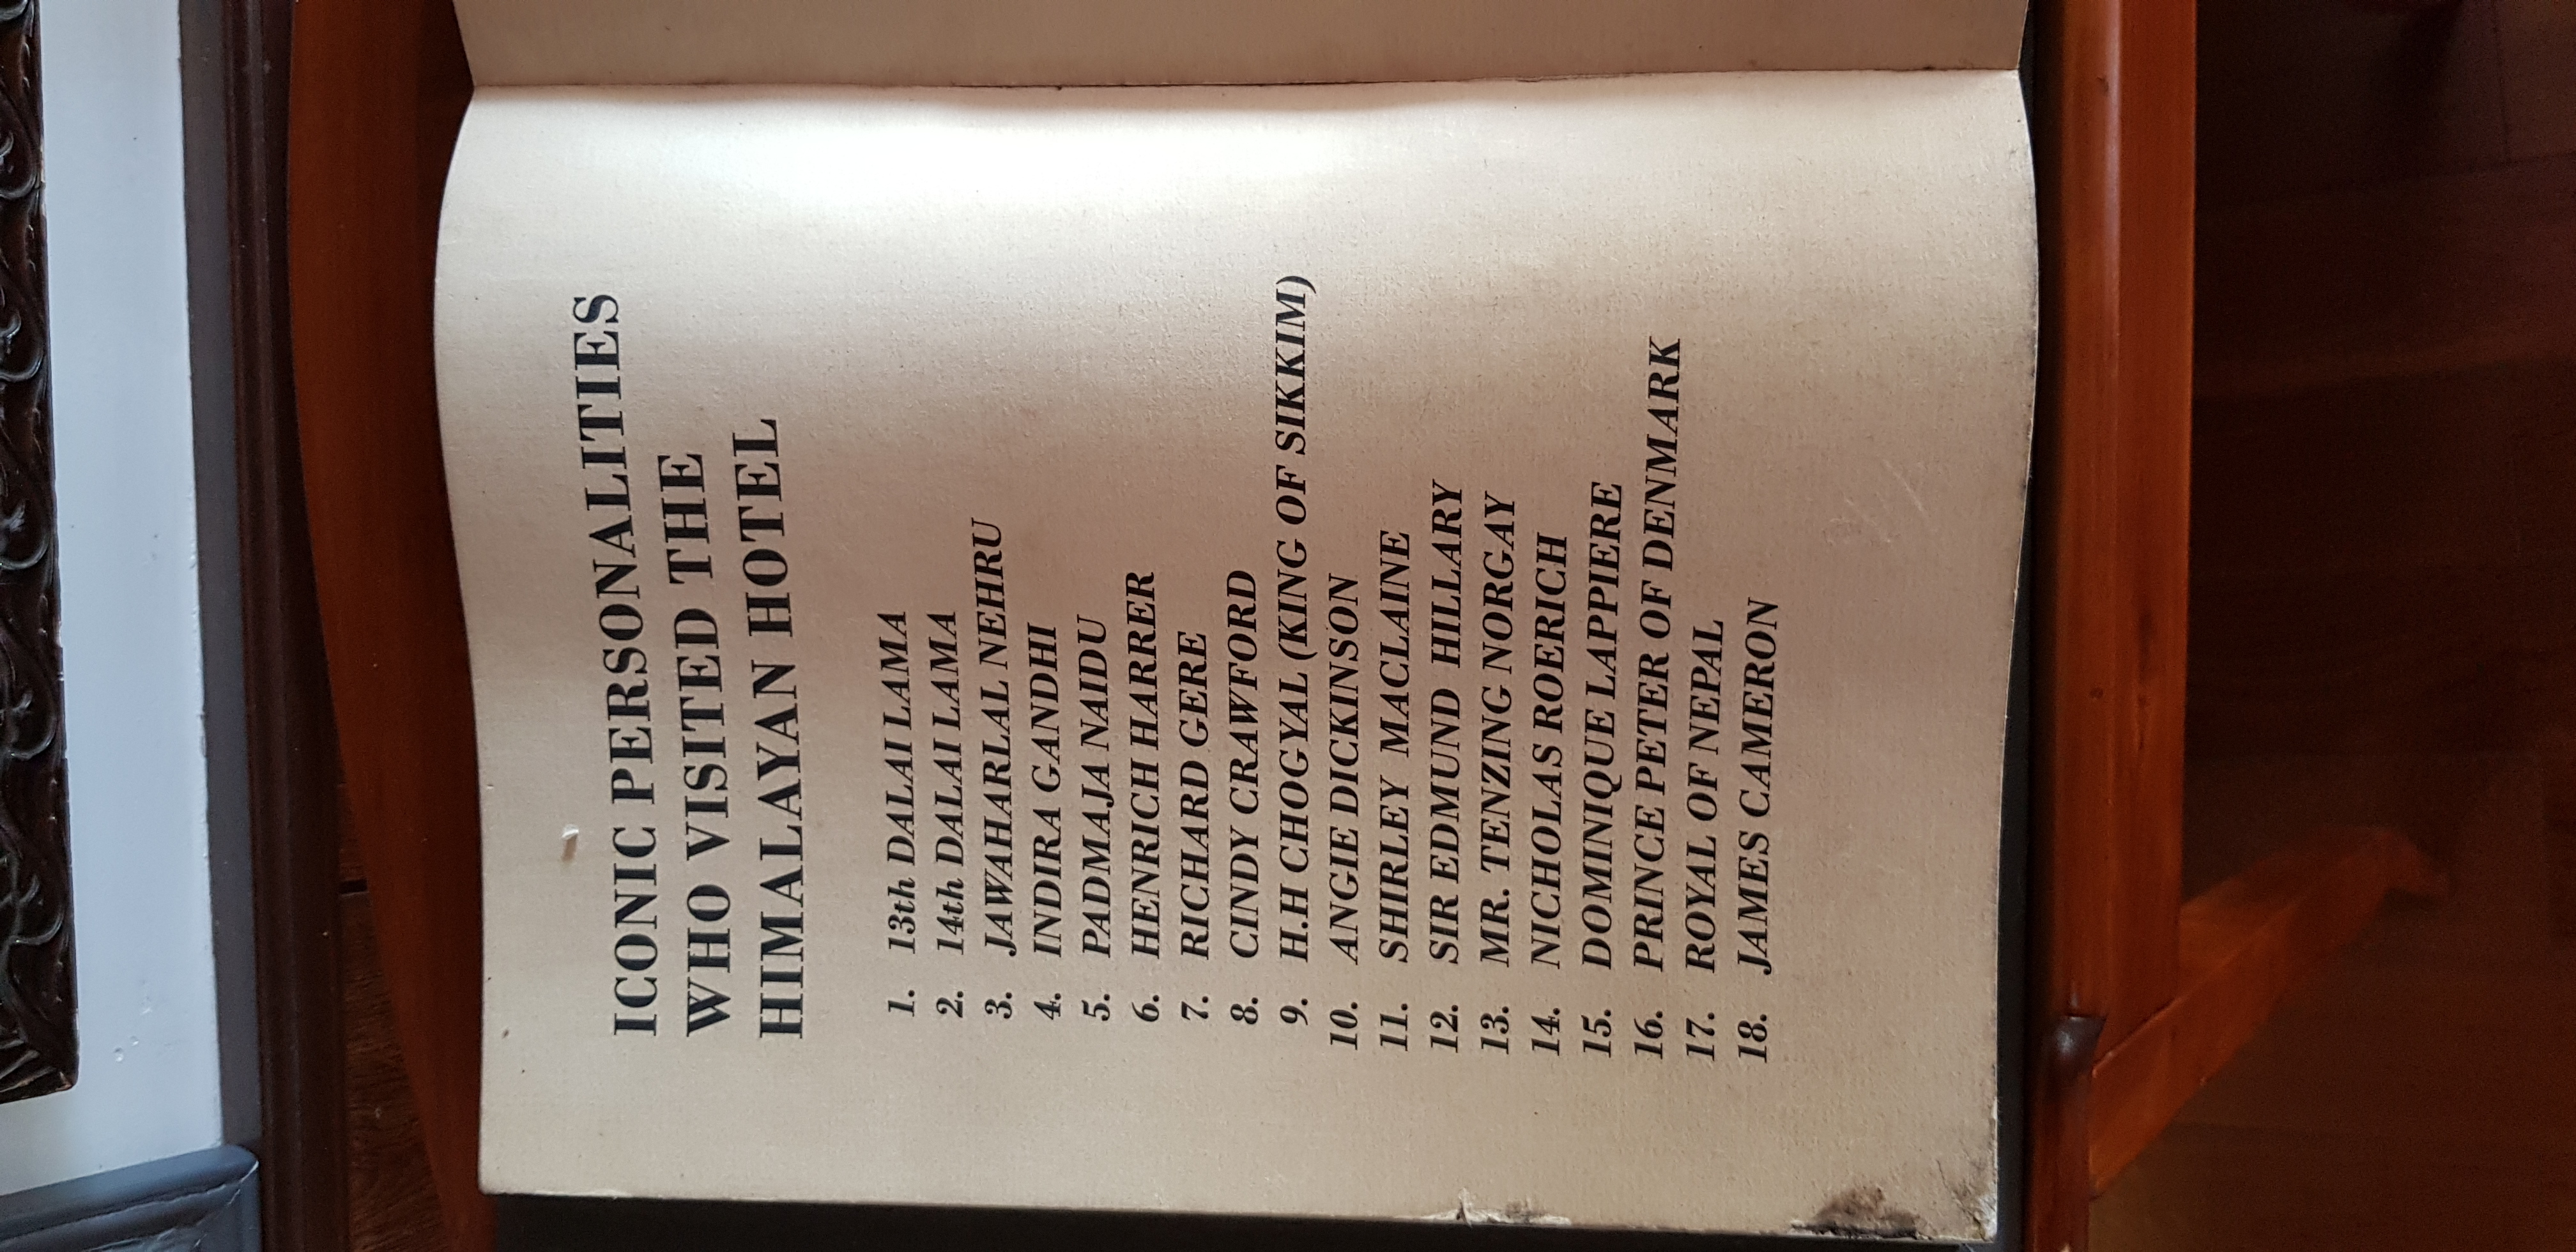 ICONIC PERSONALITIES
WHO VISITED THE
HIMALAYAN HOTEL
1. 13th DALAI LAMA
2. 14th DALAI LAMA
3. JAWAHARLAL NEHRU
4. INDIRA GANDHI
5. PADMAJA NAIDU
6. HENRICH HARRER
7. RICHARD GERE
8. CINDY CRAWFORD
9. H.H CHOGYAL (KING OF SIKKIM)
10. ANGIE DICKINSON
11. SHIRLEY MACLAINE
12. SIR EDMUND HILLARY
13. MR. TENZING NORGAY
14. NICHOLAS ROERICH
15. DOMINIQUE LAPPIERE
16. PRINCE PETER OF DENMARK
17. ROYAL OF NEPAL
18. JAMES CAMERON